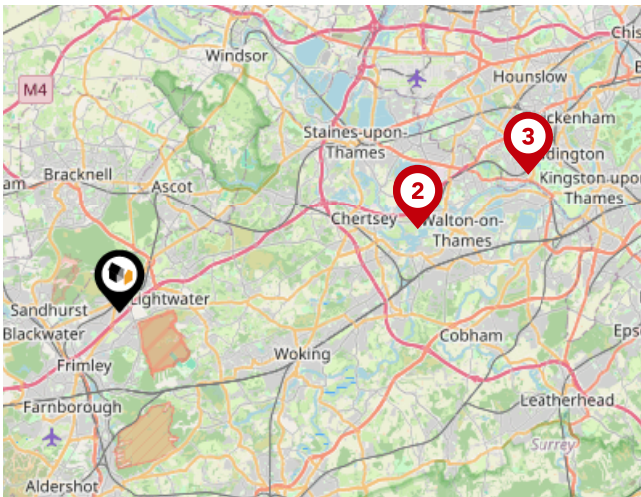 Chis
Windsor
M4
Hounslow
3
ckenham
Staines-upon-
Thames
ddington
Bracknell
am
Ascot
2
Kingston-upon
Thames
Chertsey
Walton-on-
Thames
Lightwater
Sandhurst
Blackwater
Cobham
Eps
Woking
Frimley
Leatherhead
Farnborough
Surrey
Aldershot